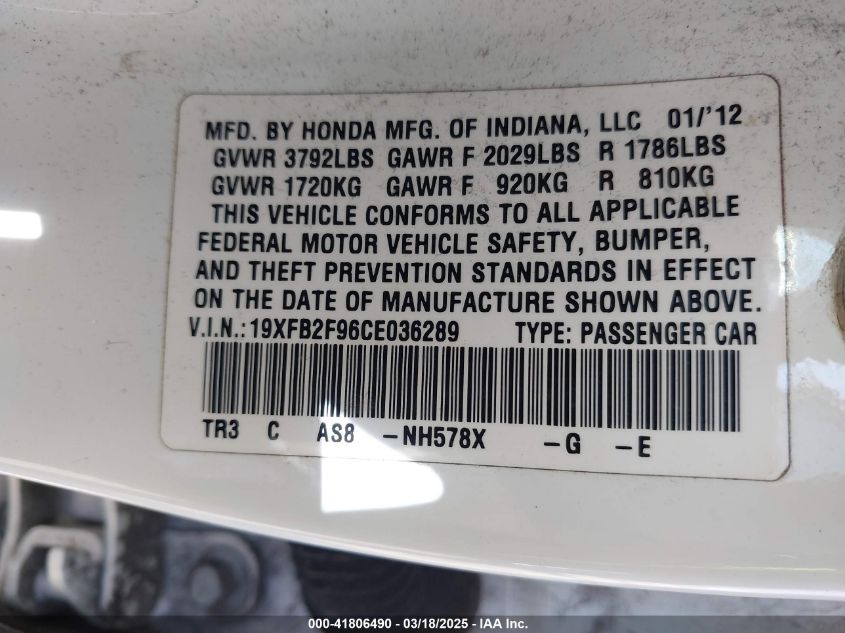 MFD. BY HONDA MFG. OF INDIANA, LLC 01/'12
GVWR 3792LBS GAWR F 2029LBS R 1786LBS
GVWR 1720KG GAWR F 920KG R 810KG
THIS VEHICLE CONFORMS TO ALL APPLICABLE
FEDERAL MOTOR VEHICLE SAFETY, BUMPER,
AND THEFT PREVENTION STANDARDS IN EFFECT
ON THE DATE OF MANUFACTURE SHOWN ABOVE.
V.I.N.:19XFB2F96CE036289 TYPE: PASSENGER CAR
TR3 C AS8 -NH578X -G -E
000-41806490 - 03/18/2025 - IAA Inc.